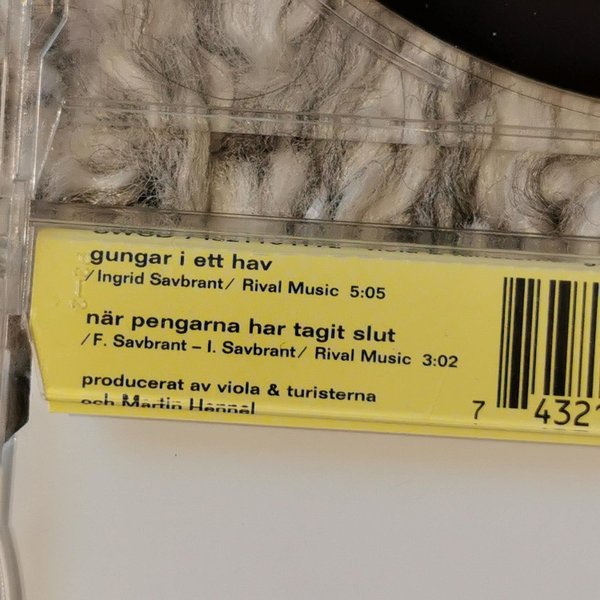 gungar i ett hav
/Ingrid Savbrant/ Rival Music 5:05
när pengarna har tagit slut
/F. Savbrant – I. Savbrant/ Rival Music 3:02
producerat av viola & turisterna
och Martin Hennel
7 4321